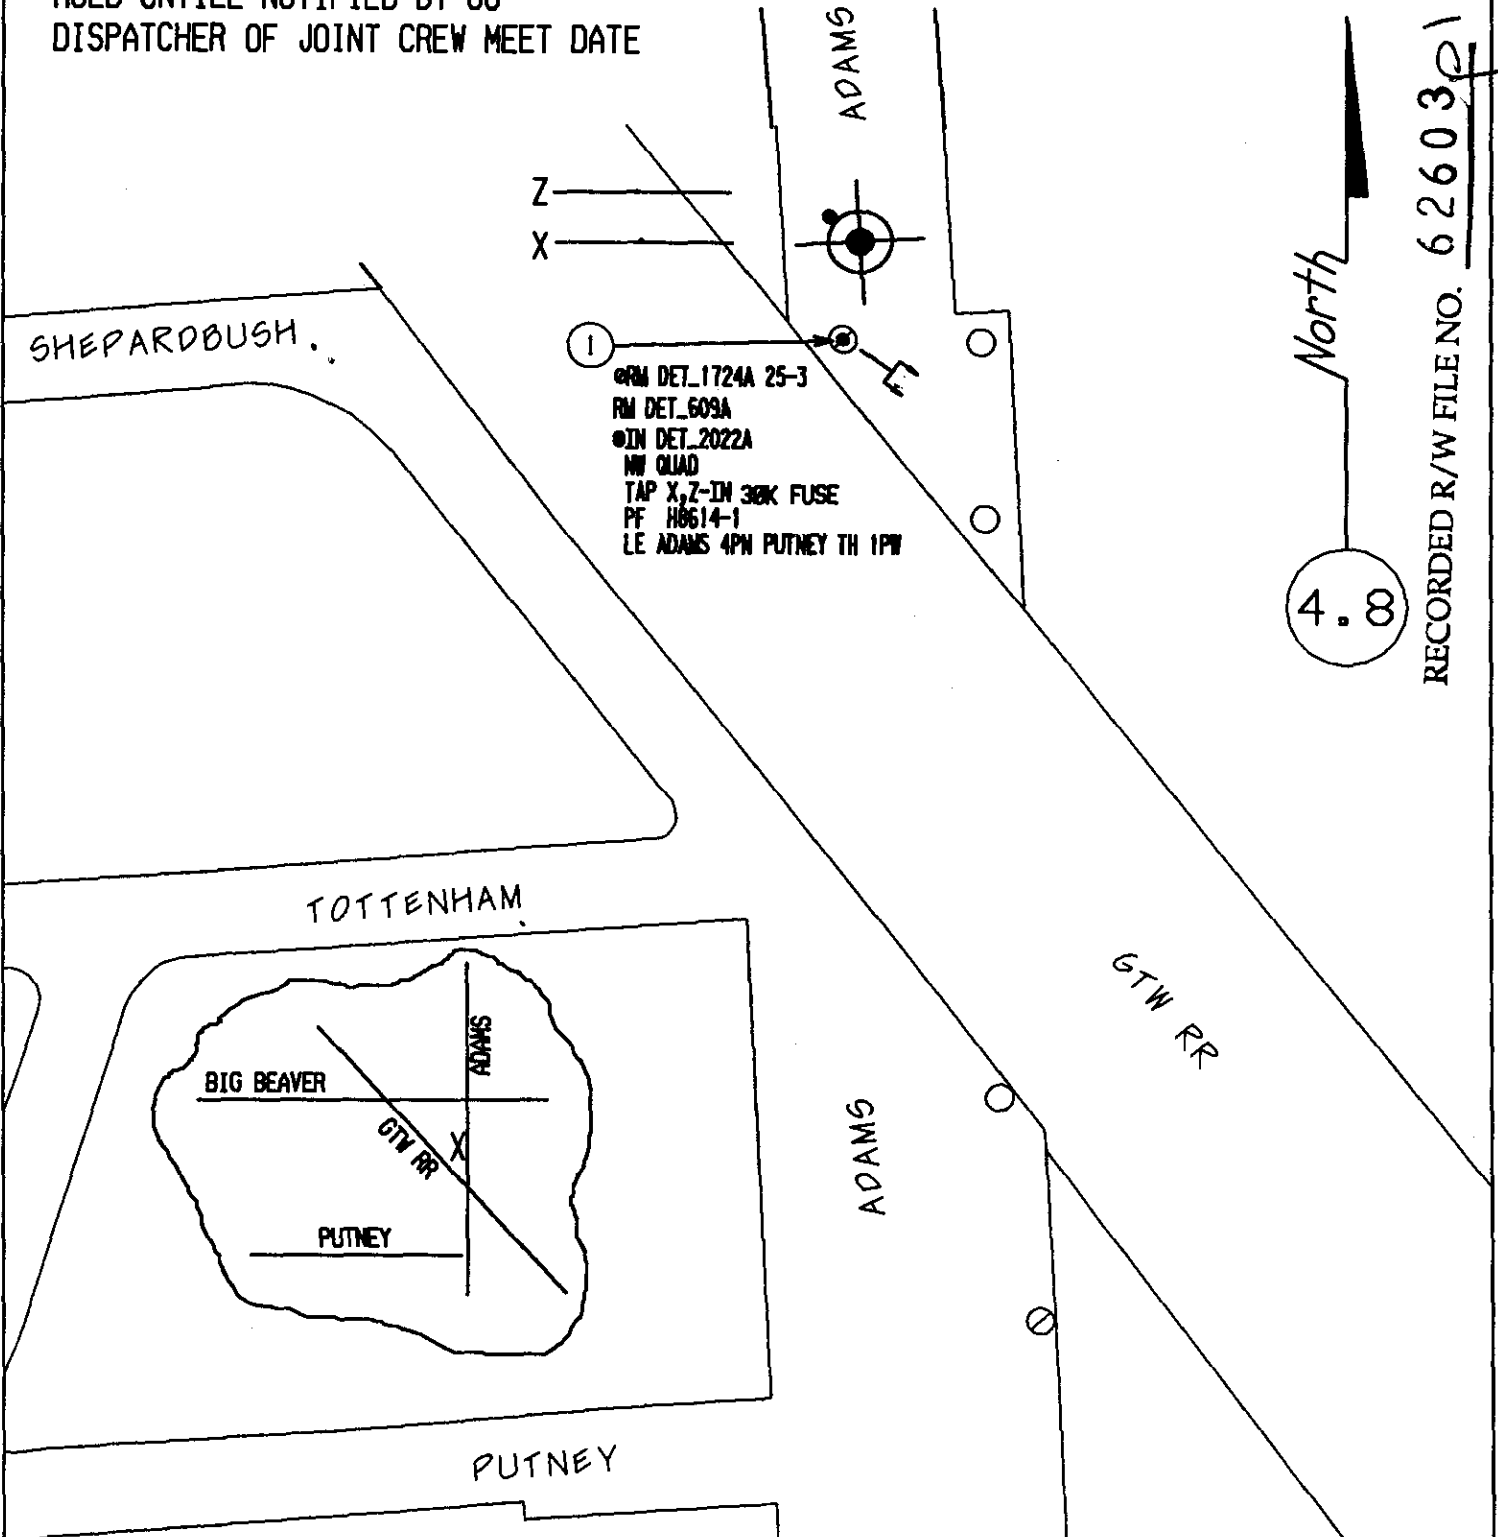 DISPATCHER OF JOINT CREW MEET DATE
ADAMS
Z
X
SHEPARDBUSH.
1
RM DET_1724A 25-3
RM DET_609A
IN DET_2022A
NW QUAD
TAP X,Z-IN 30K FUSE
PF H8614-1
LE ADAMS 4PN PUTNEY TH 1PW
North
4.8
RECORDED R/W FILE NO. 62603
TOTTENHAM
ADAMS
BIG BEAVER
GTW RR
X
PUTNEY
GTW RR
ADAMS
PUTNEY